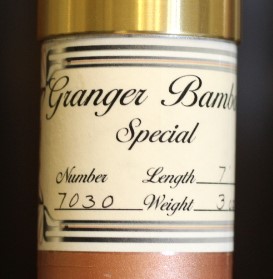 Granger Bamb
Special
Number Length 7
7030 Weight 3